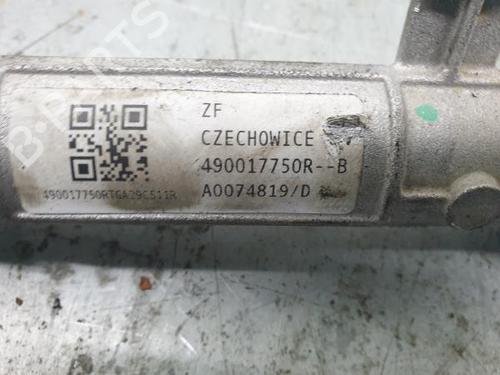 ZF
CZECHOWICE
490017750R--B
A0074819/D
490017750RTGA29C511R
B-PARTS